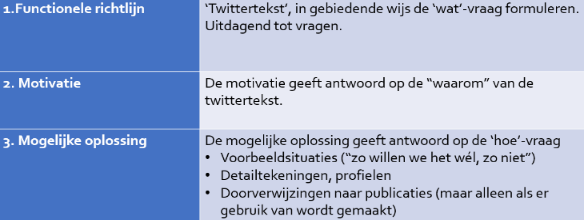 1.Functionele richtlijn
‘Twittertekst’, in gebiedende wijs de ‘wat’-vraag formuleren.
Uitdagend tot vragen.
2. Motivatie
De motivatie geeft antwoord op de “waarom” van de
twittertekst.
3. Mogelijke oplossing
De mogelijke oplossing geeft antwoord op de ‘hoe’-vraag
• Voorbeeldsituaties (“zo willen we het wél, zo niet”)
• Detailtekeningen, profielen
• Doorverwijzingen naar publicaties (maar alleen als er
gebruik van wordt gemaakt)